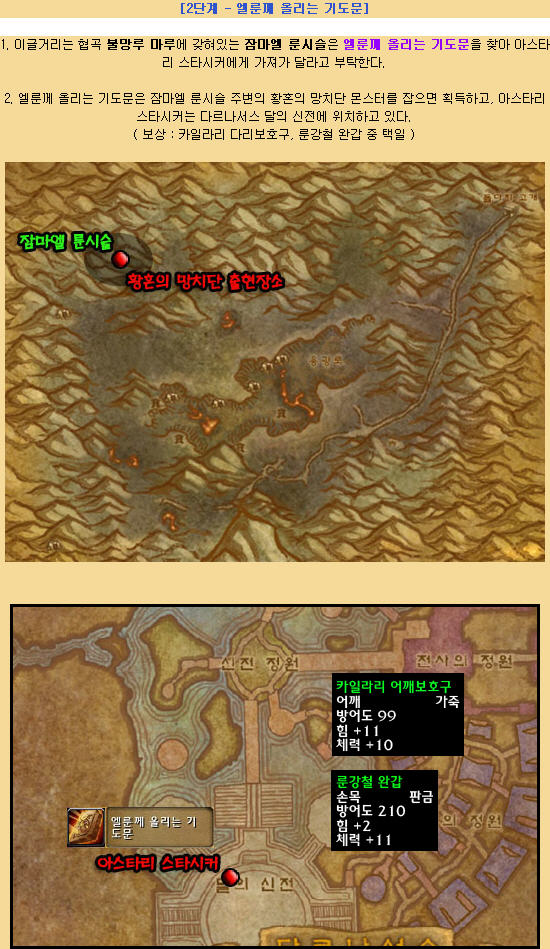 [2단계 - 엘룬께 올리는 기도문]
1. 이글거리는 협곡 불망루 마루에 갇혀있는 잠마엘 룬시슬은 엘룬께 올리는 기도문을 찾아 아스타
리 스타시커에게 가져가 달라고 부탁한다.
2. 엘룬께 올리는 기도문은 잠마엘 룬시슬 주변의 황혼의 망치단 몬스터를 잡으면 획득하고, 아스타리
스타시커는 다르나서스 달의 신전에 위치하고 있다.
( 보상 : 카일라리 다리보호구, 룬강철 완갑 중 택일 )
잠마엘 룬시슬
황혼의 망치단 출현장소
신전 정원
전사의 정원
카일라리 어깨보호구
어깨 가죽
방어도 99
힘 +11
체력 +10
룬강철 완갑
손목 판금
방어도 210
힘 +2
체력 +11
의 정원
엘룬께 올리는 기
도문
아스타리 스타시커
달의 신전